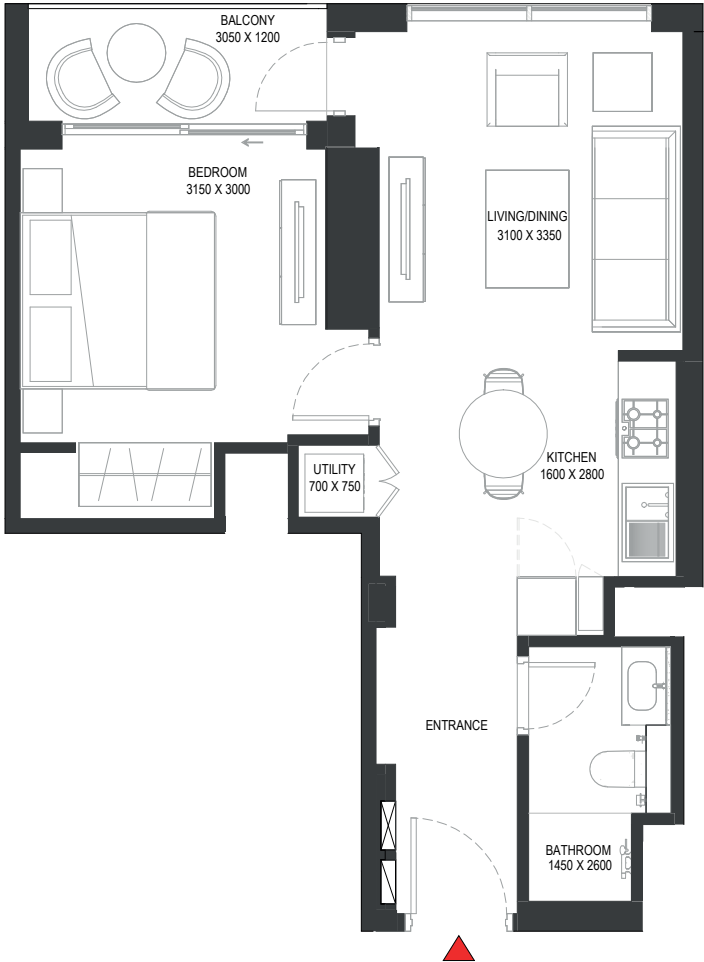 BALCONY
3050 X 1200
BEDROOM
3150 X 3000
LIVING/DINING
3100 X 3350
KITCHEN
1600 X 2800
UTILITY
700 X 750
ENTRANCE
BATHROOM
1450 X 2600